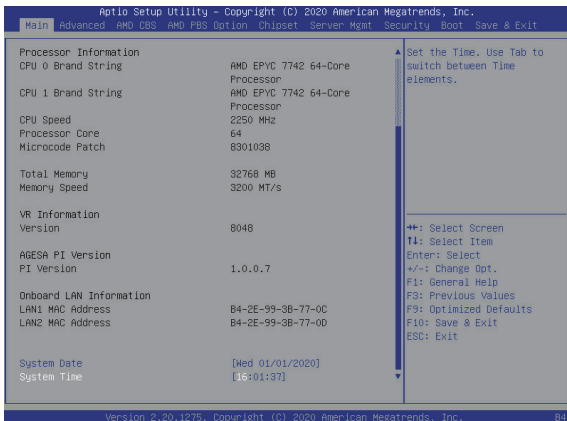 Aptio Setup Utility – Copyright (C) 2020 American Megatrends, Inc.
Main Advanced AMD CBS AMD PBS Option Chipset Server Mgmt Security Boot Save & Exit
Processor Information
CPU 0 Brand String AMD EPYC 7742 64-Core
Processor
CPU 1 Brand String AMD EPYC 7742 64-Core
Processor
CPU Speed 2250 MHz
Processor Core 64
Microcode Patch 8301038
Total Memory 32768 MB
Memory Speed 3200 MT/s
VR Information
Version 8048
AGESA PI Version
PI Version 1.0.0.7
Onboard LAN Information
LAN1 MAC Address B4-2E-99-3B-77-0C
LAN2 MAC Address B4-2E-99-3B-77-0D
System Date [Wed 01/01/2020]
System Time [16:01:37]
Set the Time. Use Tab to
switch between Time
elements.
→←: Select Screen
↑↓: Select Item
Enter: Select
+/-: Change Opt.
F1: General Help
F3: Previous Values
F9: Optimized Defaults
F10: Save & Exit
ESC: Exit
Version 2.20.1275. Copyright (C) 2020 American Megatrends, Inc.
B4